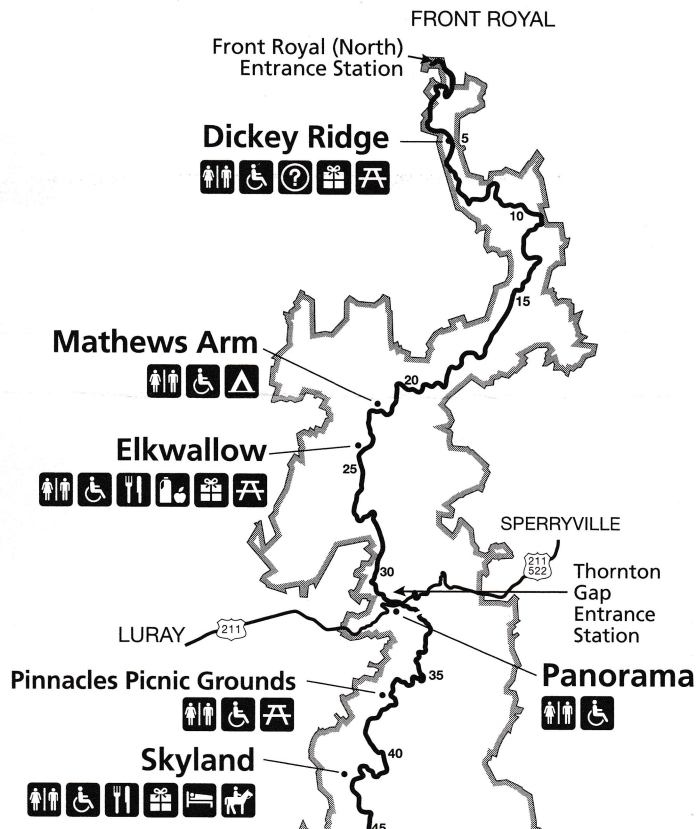 FRONT ROYAL
Front Royal (North)
Entrance Station
Dickey Ridge
5
?
10
15
Mathews Arm
20
Elkwallow
25
SPERRYVILLE
211
522
30
Thornton
Gap
Entrance
Station
LURAY
211
Panorama
35
Pinnacles Picnic Grounds
40
Skyland
45